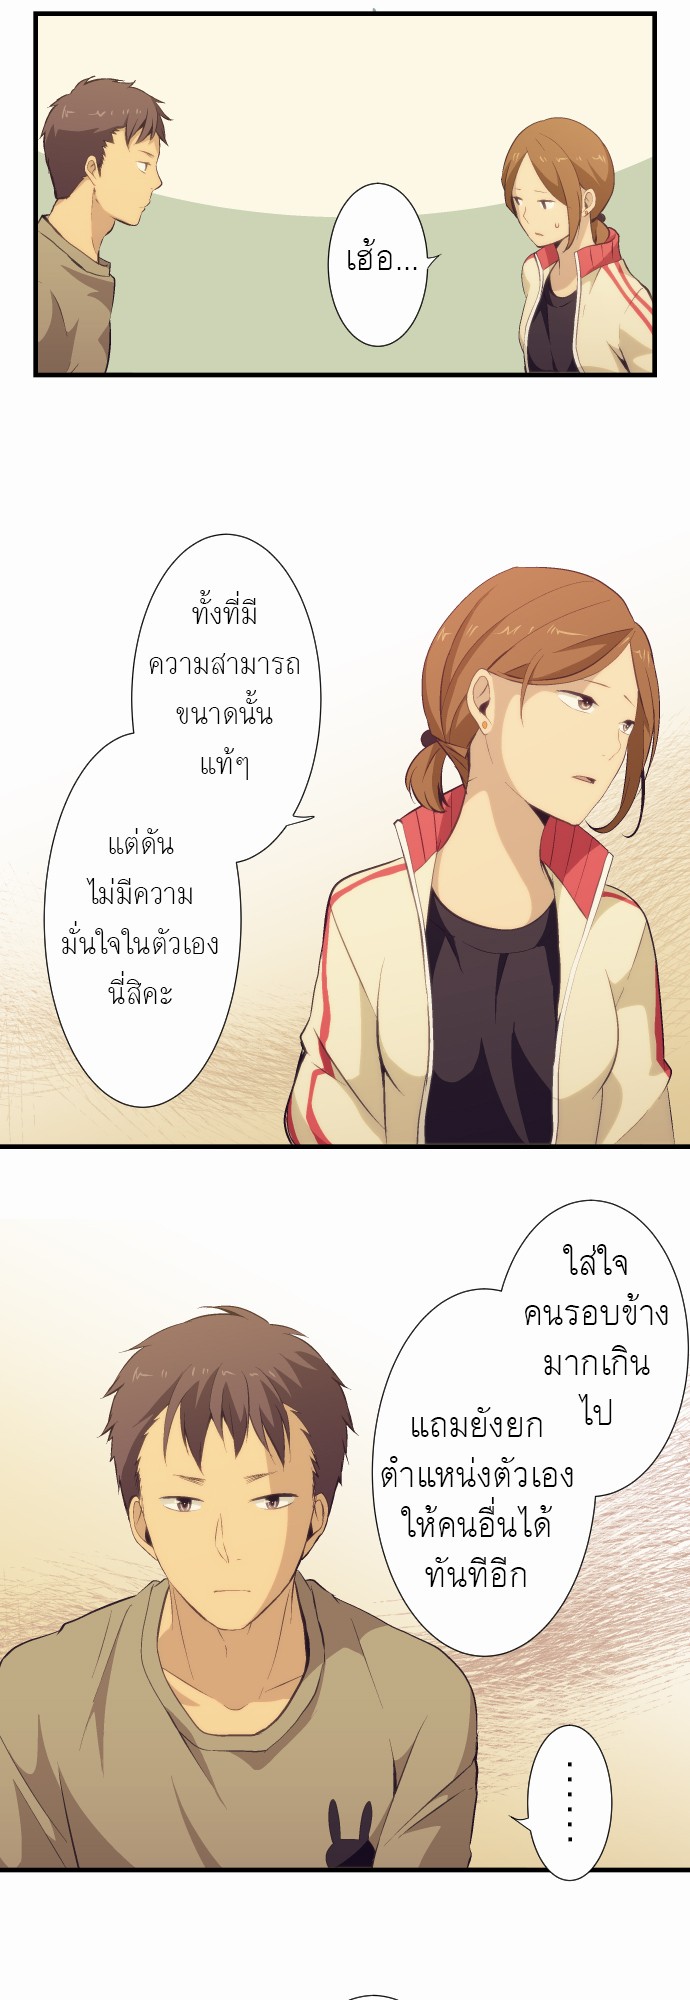 เฮ้อ...
ทั้งที่มี
ความสามารถ
ขนาดนั้น
แท้ๆ
แต่ดัน
ไม่มีความ
มั่นใจในตัวเอง
นี่สิคะ
ใส่ใจ
คนรอบข้าง
มากเกิน
ไป
แถมยังยก
ตำแหน่งตัวเอง
ให้คนอื่นได้
ทันทีอีก
.....